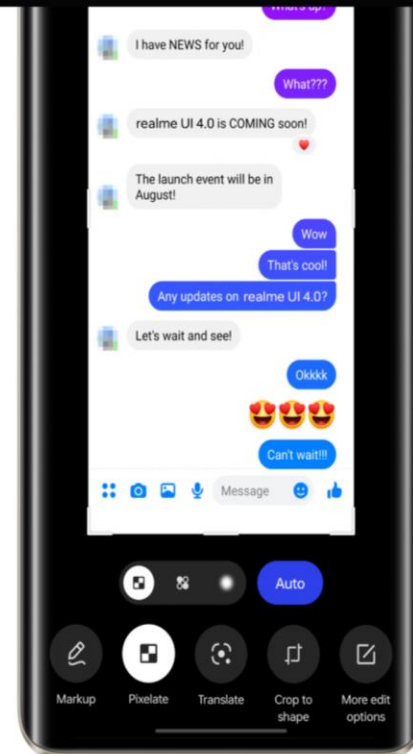 What's up?
I have NEWS for you!
What???
realme UI 4.0 is COMING soon!
The launch event will be in
August!
Wow
That's cool!
Any updates on realme UI 4.0?
Let's wait and see!
Okkkk
Can't wait!!!
Message
Auto
Markup
Pixelate
Translate
Crop to
shape
More edit
options